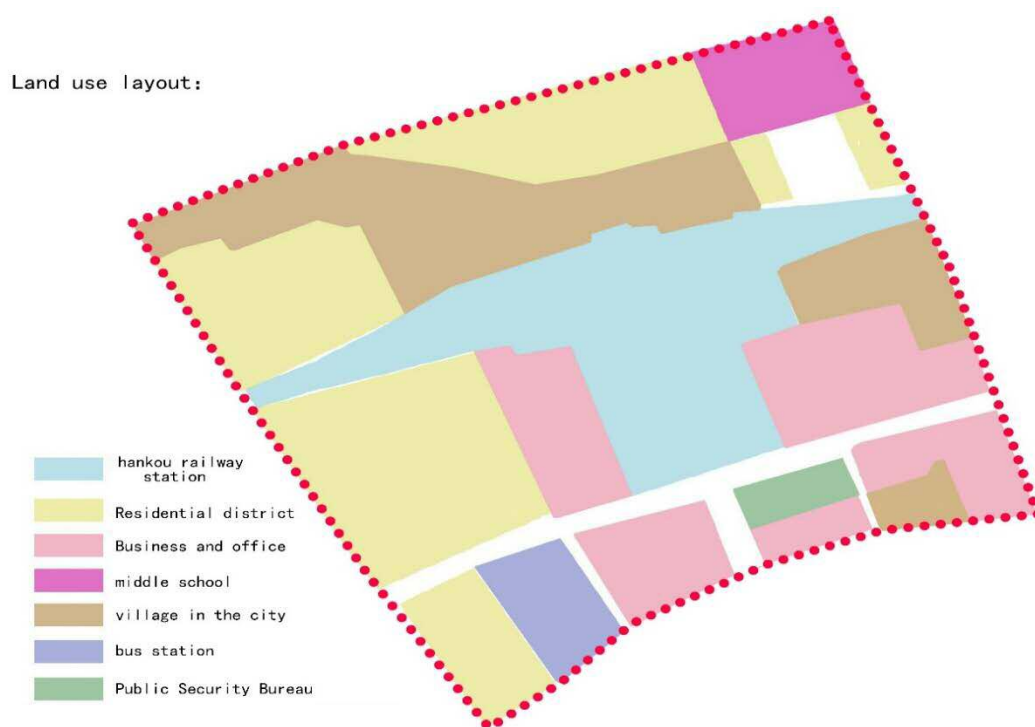 Land use layout:
hankou railway
station
Residential district
Business and office
middle school
village in the city
bus station
Public Security Bureau